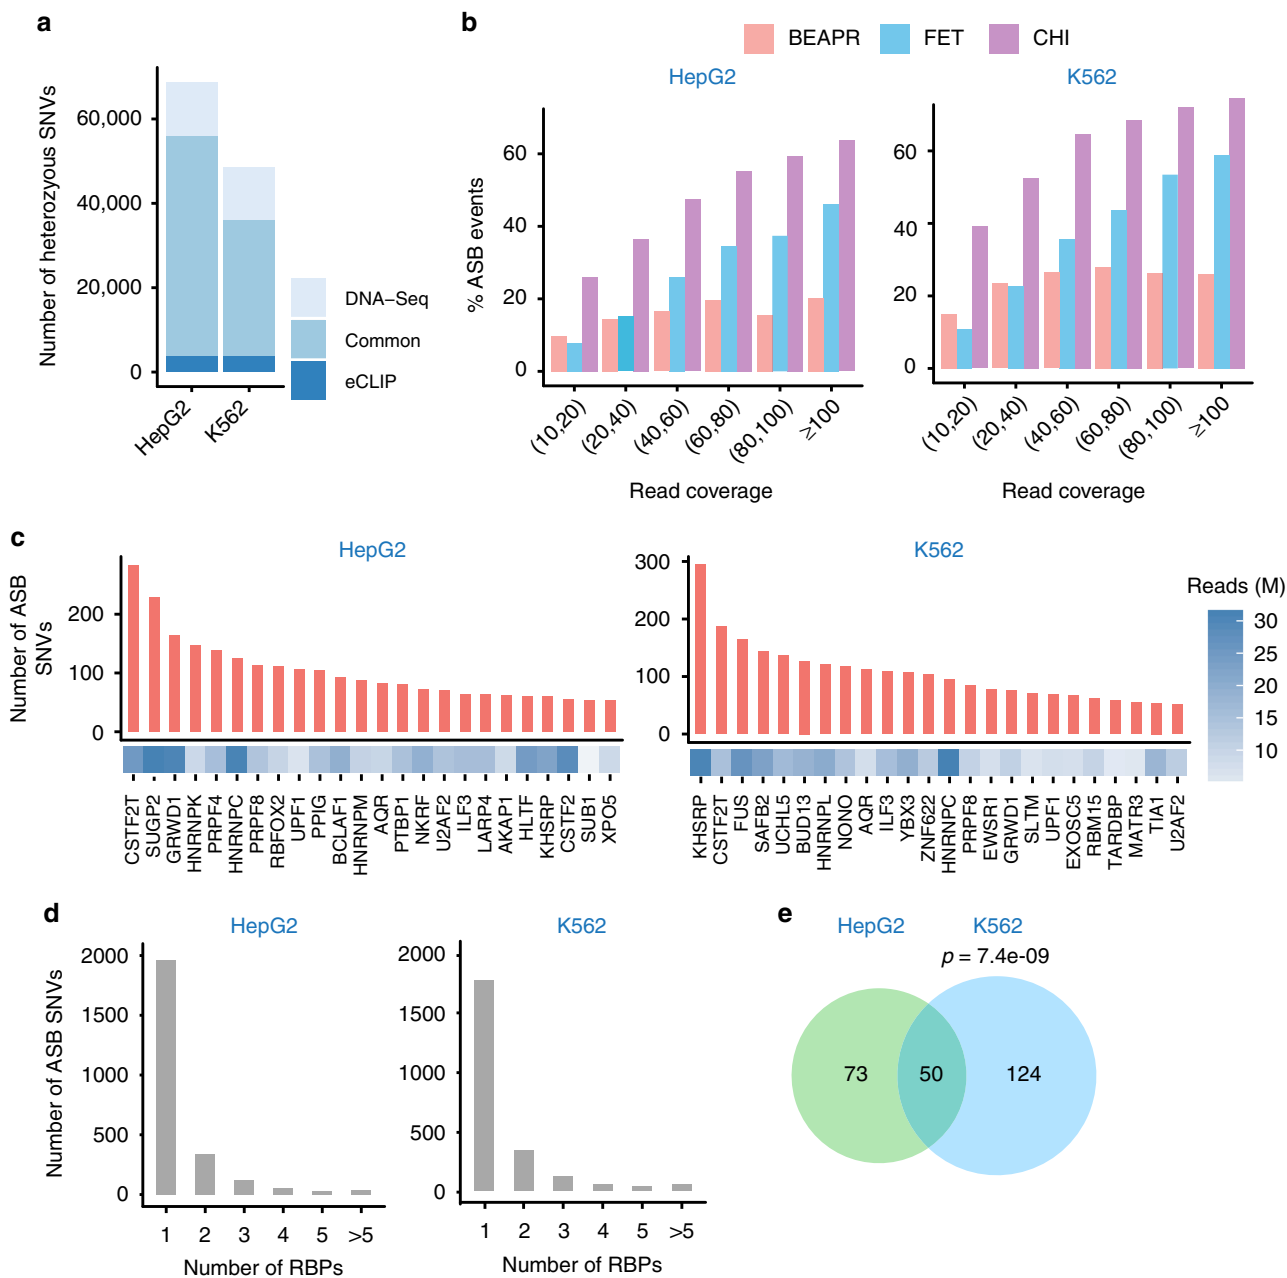 a
Number of heterozyous SNVs
60,000
40,000
20,000
0
HepG2
K562
DNA–Seq
Common
eCLIP
b
BEAPR
FET
CHI
HepG2
% ASB events
60
40
20
0
(10,20)
(20,40)
(40,60)
(60,80)
(80,100)
≥100
Read coverage
K562
60
40
20
0
(10,20)
(20,40)
(40,60)
(60,80)
(80,100)
≥100
Read coverage
c
HepG2
Number of ASB
SNVs
200
100
0
CSTF2T
SUGP2
GRWD1
HNRNPK
PRPF4
HNRNPC
PRPF8
RBFOX2
UPF1
PPIG
BCLAF1
HNRNPM
AQR
PTBP1
NKRF
U2AF2
ILF3
LARP4
AKAP1
HLTF
KHSRP
CSTF2
SUB1
XPO5
K562
300
200
100
0
KHSRP
CSTF2T
FUS
SAFB2
UCHL5
BUD13
HNRNPL
NONO
AQR
ILF3
YBX3
ZNF622
HNRNPC
PRPF8
EWSR1
GRWD1
SLTM
UPF1
EXOSC5
RBM15
TARDBP
MATR3
TIA1
U2AF2
Reads (M)
30
25
20
15
10
d
HepG2
Number of ASB SNVs
2000
1500
1000
500
0
1 2 3 4 5 >5
Number of RBPs
K562
2000
1500
1000
500
0
1 2 3 4 5 >5
Number of RBPs
e
HepG2
K562
p = 7.4e-09
73
50
124